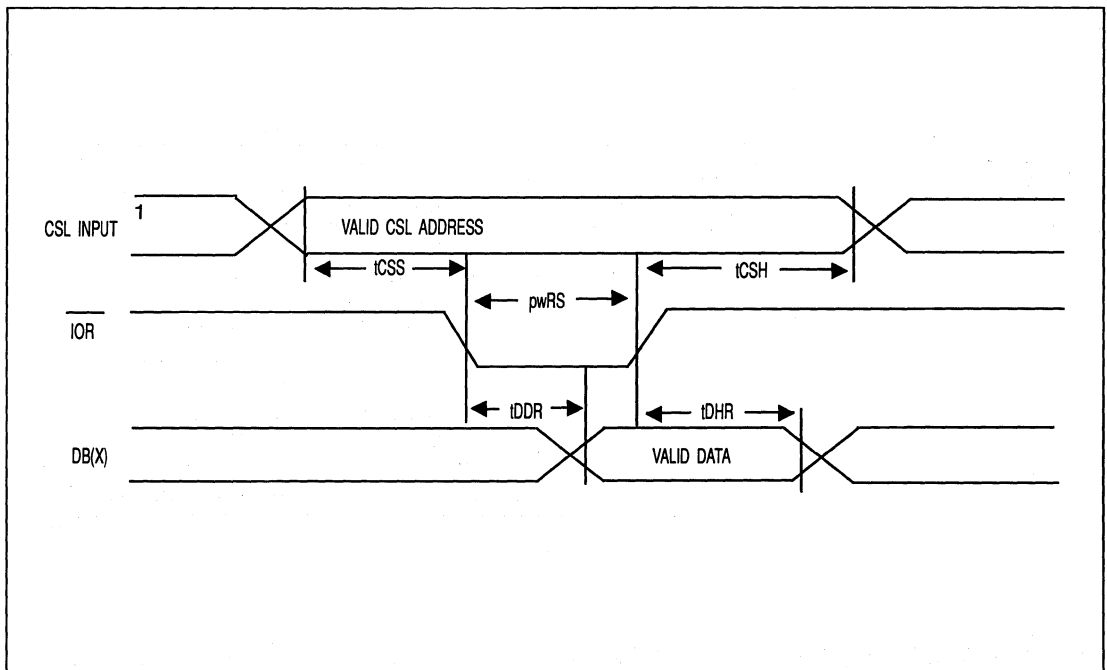 1
CSL INPUT
VALID CSL ADDRESS
tCSS
tCSH
pwRS
IOR
tDDR
tDHR
DB(X)
VALID DATA